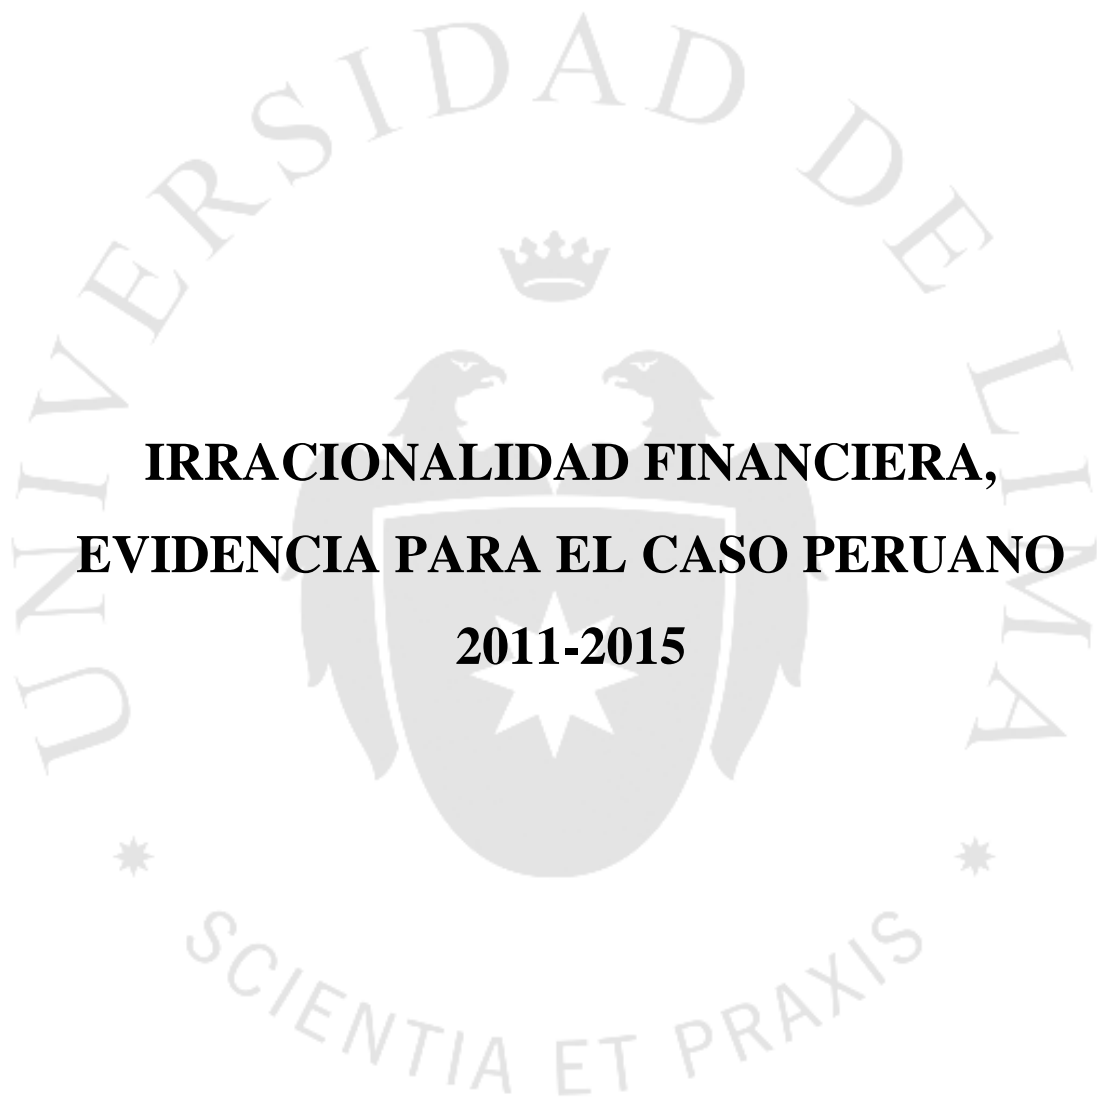 UNIVERSIDAD DE LIMA
IRRACIONALIDAD FINANCIERA,
EVIDENCIA PARA EL CASO PERUANO
2011-2015
SCIENTIA ET PRAXIS